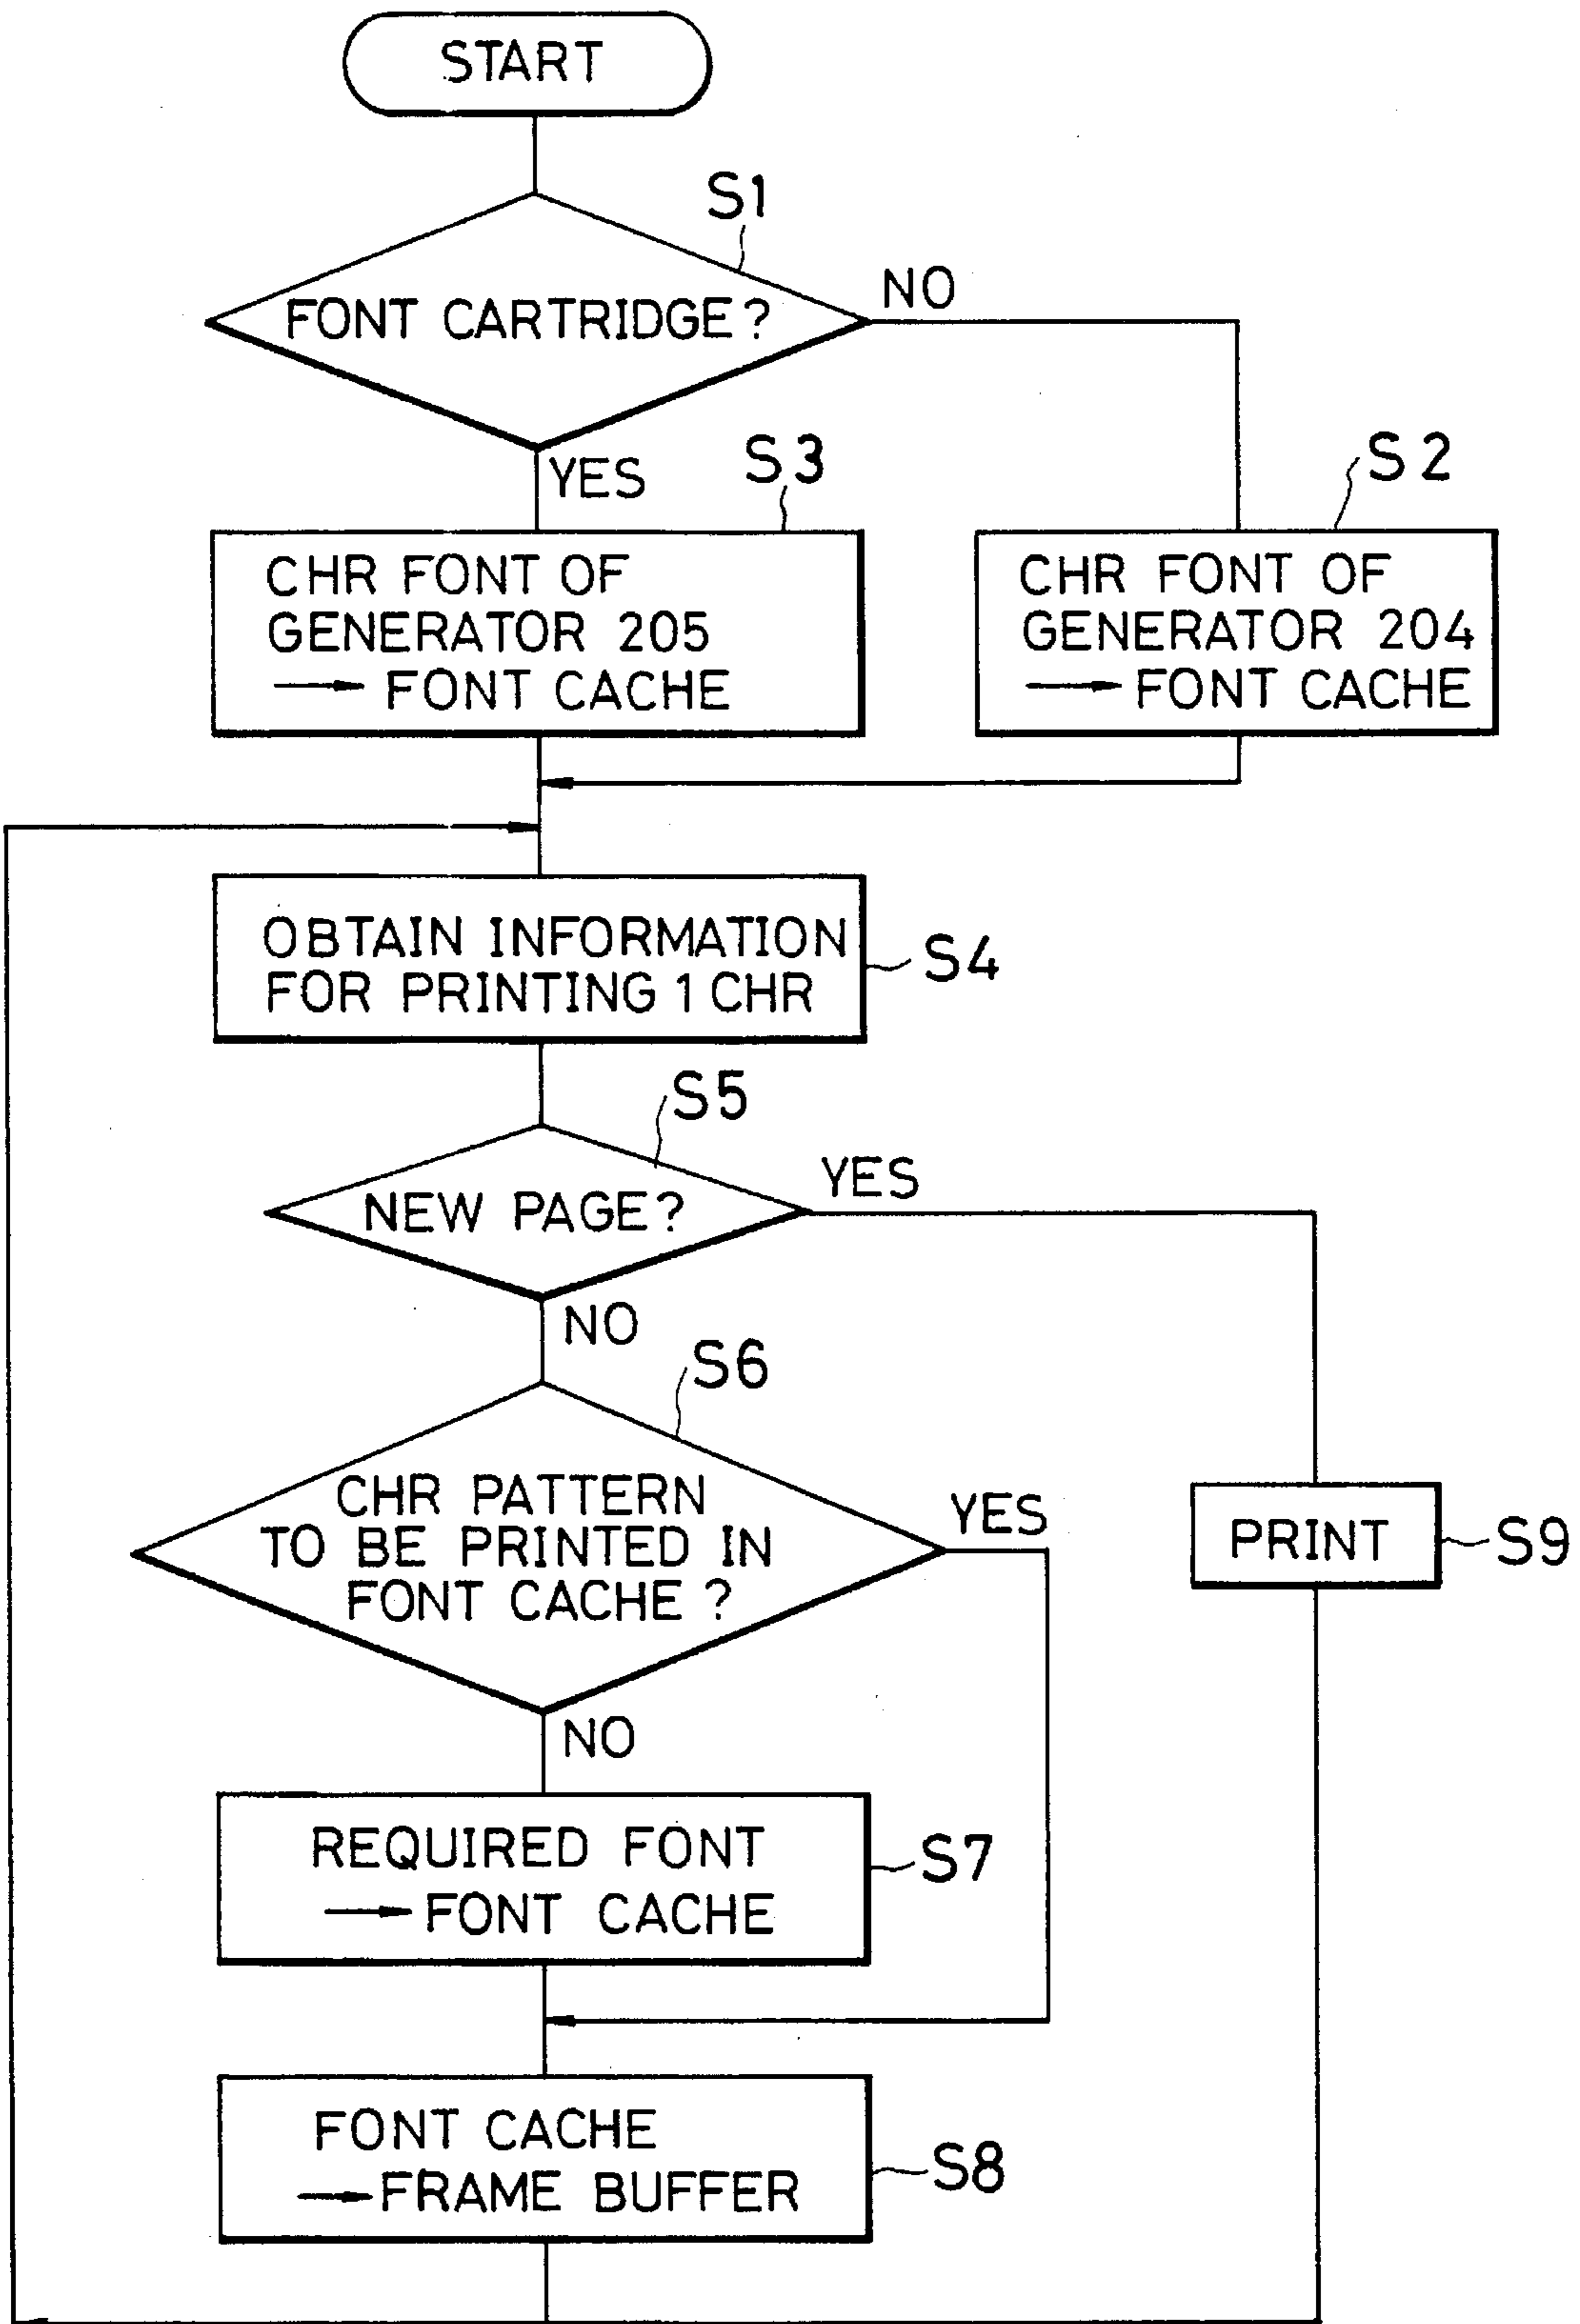 START
S1
FONT CARTRIDGE?
NO
YES
S3
S2
CHR FONT OF
GENERATOR 205
→ FONT CACHE
CHR FONT OF
GENERATOR 204
→ FONT CACHE
OBTAIN INFORMATION
FOR PRINTING 1 CHR
S4
S5
NEW PAGE?
YES
NO
S6
CHR PATTERN
TO BE PRINTED IN
FONT CACHE ?
YES
PRINT
S9
NO
REQUIRED FONT
→ FONT CACHE
S7
FONT CACHE
→ FRAME BUFFER
S8